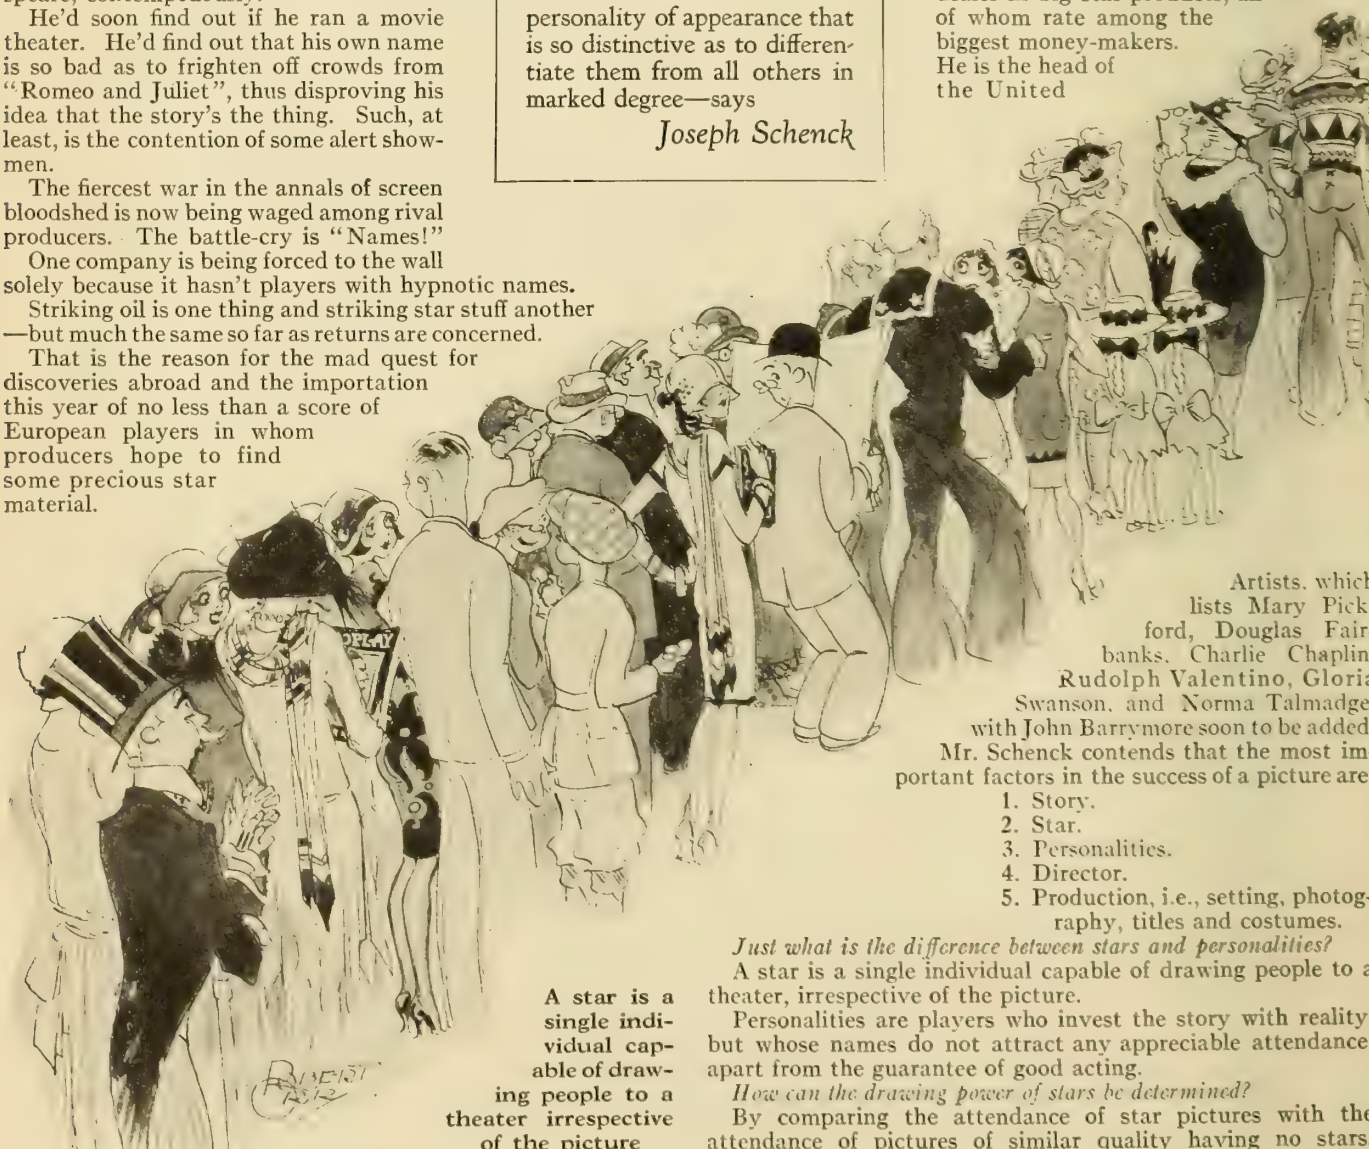 He'd soon find out if he ran a movie
theater. He'd find out that his own name
is so bad as to frighten off crowds from
"Romeo and Juliet", thus disproving his
idea that the story's the thing. Such, at
least, is the contention of some alert show-
men.
The fiercest war in the annals of screen
bloodshed is now being waged among rival
producers. The battle-cry is "Names!"
One company is being forced to the wall
solely because it hasn't players with hypnotic names.
Striking oil is one thing and striking star stuff another
—but much the same so far as returns are concerned.
That is the reason for the mad quest for
discoveries abroad and the importation
this year of no less than a score of
European players in whom
producers hope to find
some precious star
material.
personality of appearance that
is so distinctive as to differen-
tiate them from all others in
marked degree—says
Joseph Schenck
of whom rate among the
biggest money-makers.
He is the head of
the United
Artists, which
lists Mary Pick
ford, Douglas Fair
banks, Charlie Chaplin
Rudolph Valentino, Gloria
Swanson, and Norma Talmadge
with John Barrymore soon to be added
Mr. Schenck contends that the most im
portant factors in the success of a picture are
1. Story.
2. Star.
3. Personalities.
4. Director.
5. Production, i.e., setting, photog-
raphy, titles and costumes.
Just what is the difference between stars and personalities?
A star is a single individual capable of drawing people to a
theater, irrespective of the picture.
Personalities are players who invest the story with reality
but whose names do not attract any appreciable attendance
apart from the guarantee of good acting.
How can the drawing power of stars be determined?
By comparing the attendance of star pictures with the
attendance of pictures of similar quality having no stars
A star is a
single indi-
vidual cap-
able of draw-
ing people to a
theater irrespective
of the picture
OPLAY